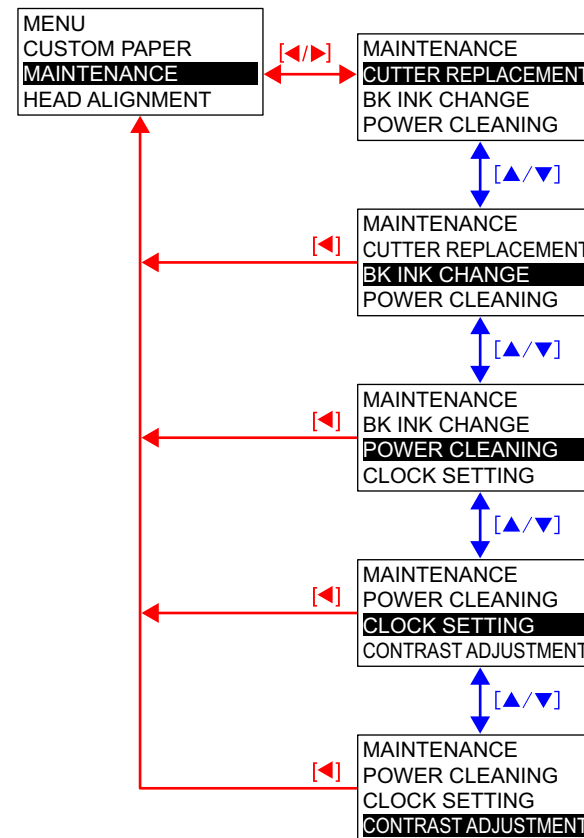 MENU
CUSTOM PAPER
MAINTENANCE
HEAD ALIGNMENT
[◀/▶]
MAINTENANCE
CUTTER REPLACEMENT
BK INK CHANGE
POWER CLEANING
[▲/▼]
[◀]
MAINTENANCE
CUTTER REPLACEMENT
BK INK CHANGE
POWER CLEANING
[▲/▼]
[◀]
MAINTENANCE
BK INK CHANGE
POWER CLEANING
CLOCK SETTING
[▲/▼]
[◀]
MAINTENANCE
POWER CLEANING
CLOCK SETTING
CONTRAST ADJUSTMENT
[▲/▼]
[◀]
MAINTENANCE
POWER CLEANING
CLOCK SETTING
CONTRAST ADJUSTMENT